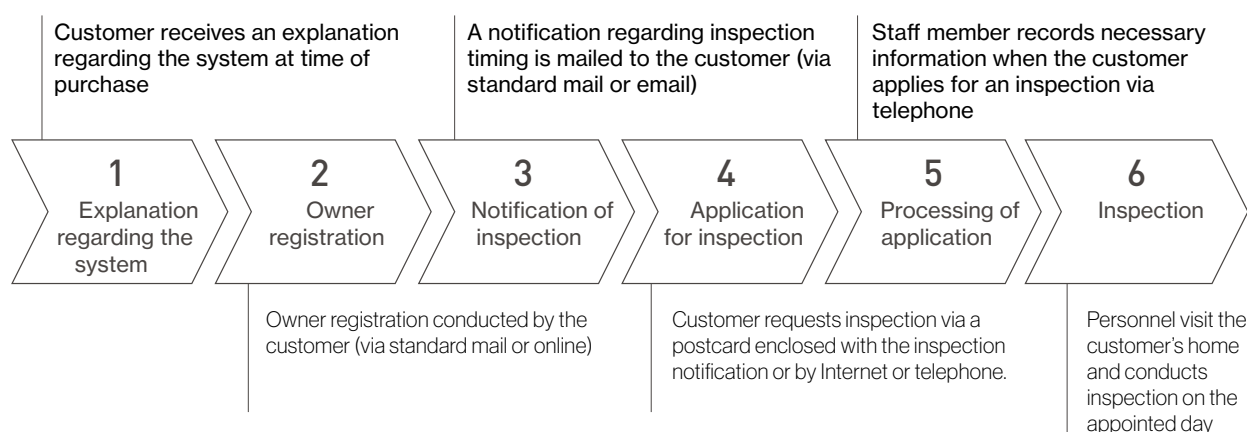 Customer receives an explanation
regarding the system at time of
purchase
A notification regarding inspection
timing is mailed to the customer (via
standard mail or email)
Staff member records necessary
information when the customer
applies for an inspection via
telephone
1
Explanation
regarding the
system
2
Owner
registration
3
Notification of
inspection
4
Application
for inspection
5
Processing of
application
6
Inspection
Owner registration conducted by the
customer (via standard mail or online)
Customer requests inspection via a
postcard enclosed with the inspection
notification or by Internet or telephone.
Personnel visit the
customer's home
and conducts
inspection on the
appointed day